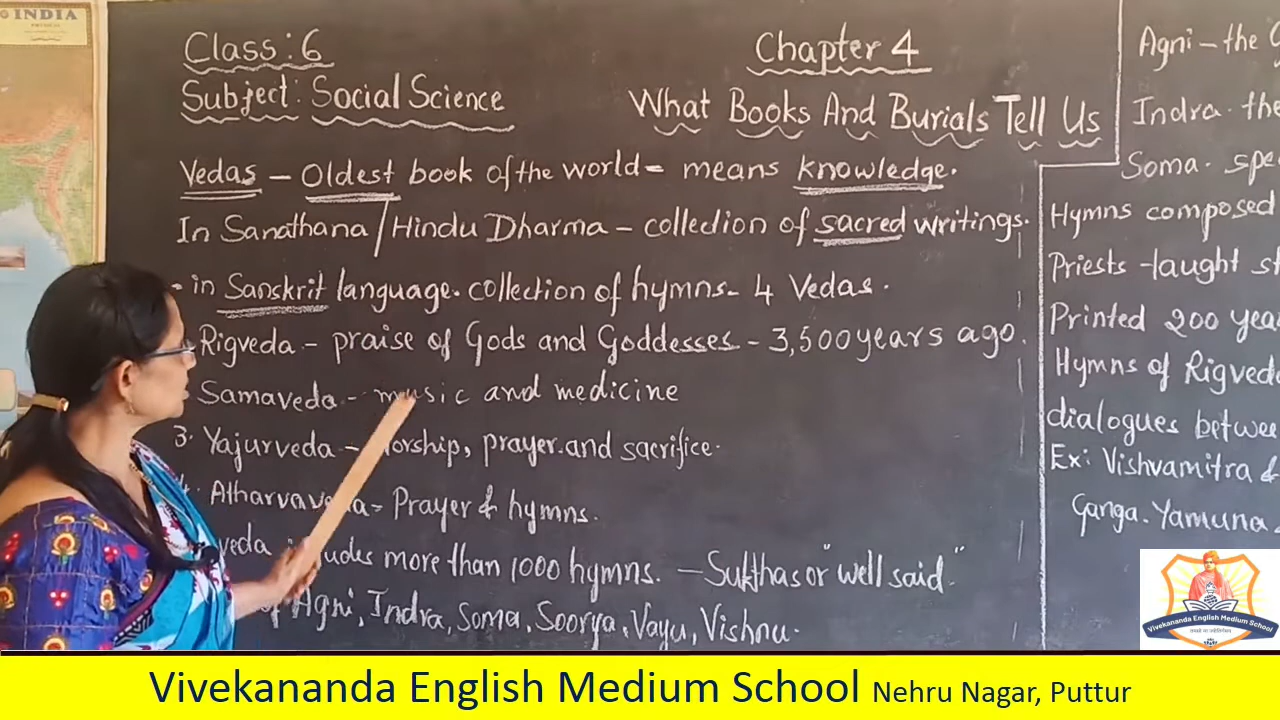 INDIA
Class: 6
Subject: Social Science
Chapter 4
What Books And Burials Tell Us
Vedas - Oldest book of the world = means knowledge.
In Sanathana / Hindu Dharma - collection of sacred writings.
in Sanskrit language. collection of hymns - 4 Vedas.
Rigveda - praise of Gods and Goddesses - 3,500 years ago.
Samaveda - music and medicine
3. Yajurveda - worship, prayer and sacrifice.
4. Atharvaveda - Prayer & hymns.
veda more than 1000 hymns. - Sukthas or "well said"
Agni, Indra, Soma, Soorya, Vayu, Vishnu.
Agni - the
Indra - the
Soma -
Hymns composed
Priests - taught
Printed 200
Hymns of
dialogues
Ex: Vishvamitra &
Ganga - Yamuna
Vivekananda English Medium School
Vivekananda English Medium School Nehru Nagar, Puttur